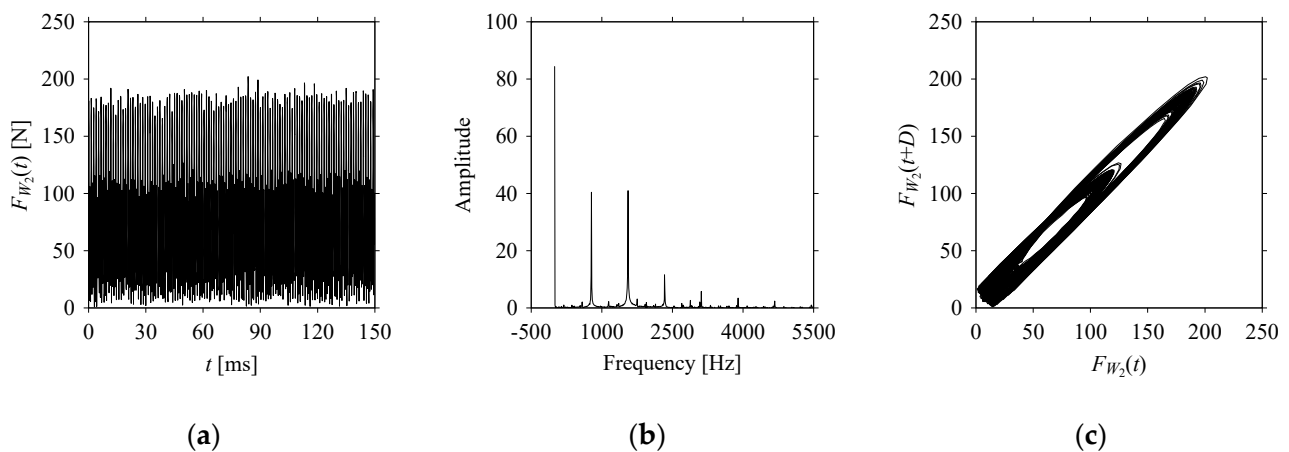 250
200
150
100
50
0
F_{W_2}(t) [N]
0 30 60 90 120 150
t [ms]
(a)
100
80
60
40
20
0
Amplitude
-500 1000 2500 4000 5500
Frequency [Hz]
(b)
250
200
150
100
50
0
F_{W_2}(t+D)
0 50 100 150 200 250
F_{W_2}(t)
(c)